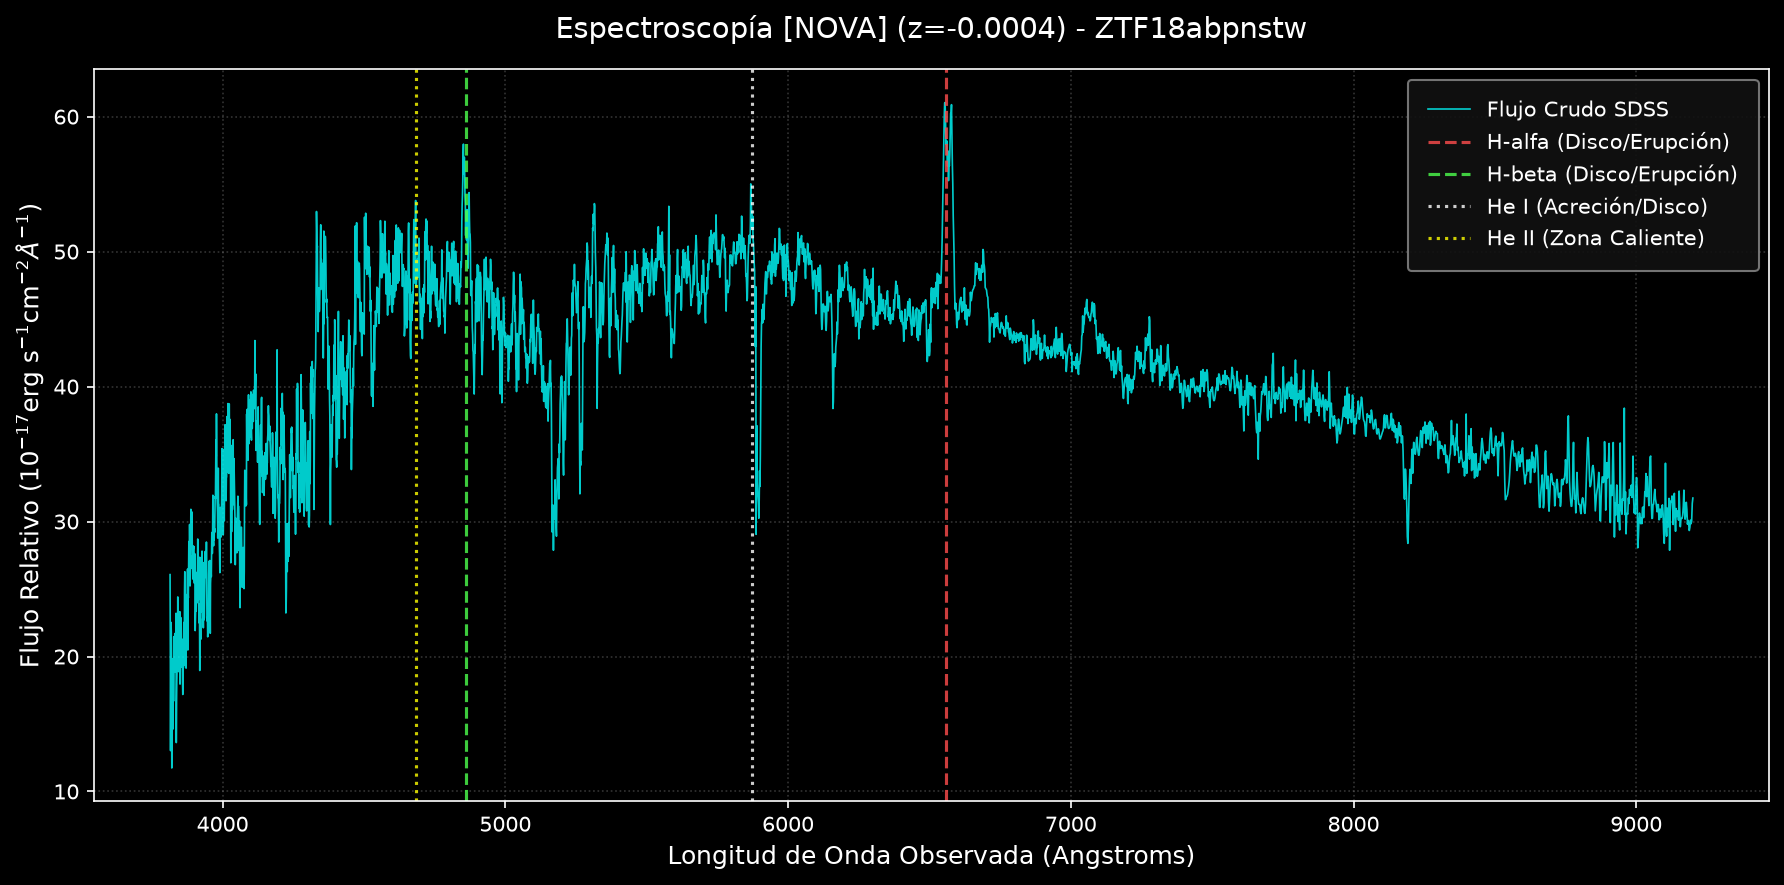 Espectroscopía [NOVA] (z=-0.0004) - ZTF18abpnstw
Flujo Crudo SDSS
H-alfa (Disco/Erupción)
H-beta (Disco/Erupción)
He I (Acreción/Disco)
He II (Zona Caliente)
Flujo Relativo (10⁻¹⁷erg s⁻¹cm⁻²Å⁻¹)
60
50
40
30
20
10
4000 5000 6000 7000 8000 9000
Longitud de Onda Observada (Angstroms)